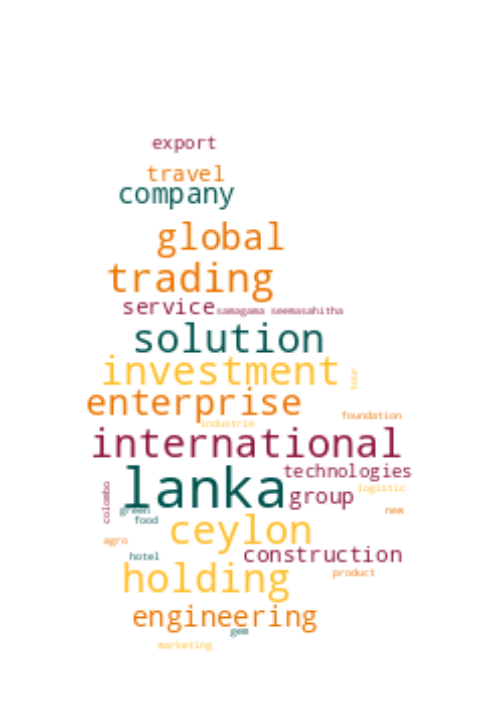 export
travel
company
global
trading
service samagama seemasahitha
solution
investment
tour
enterprise
foundation
industrie
international
technologies
lanka
group
logistic
colombo
green
new
food
ceylon
agro
construction
hotel
product
holding
engineering
gem
marketing